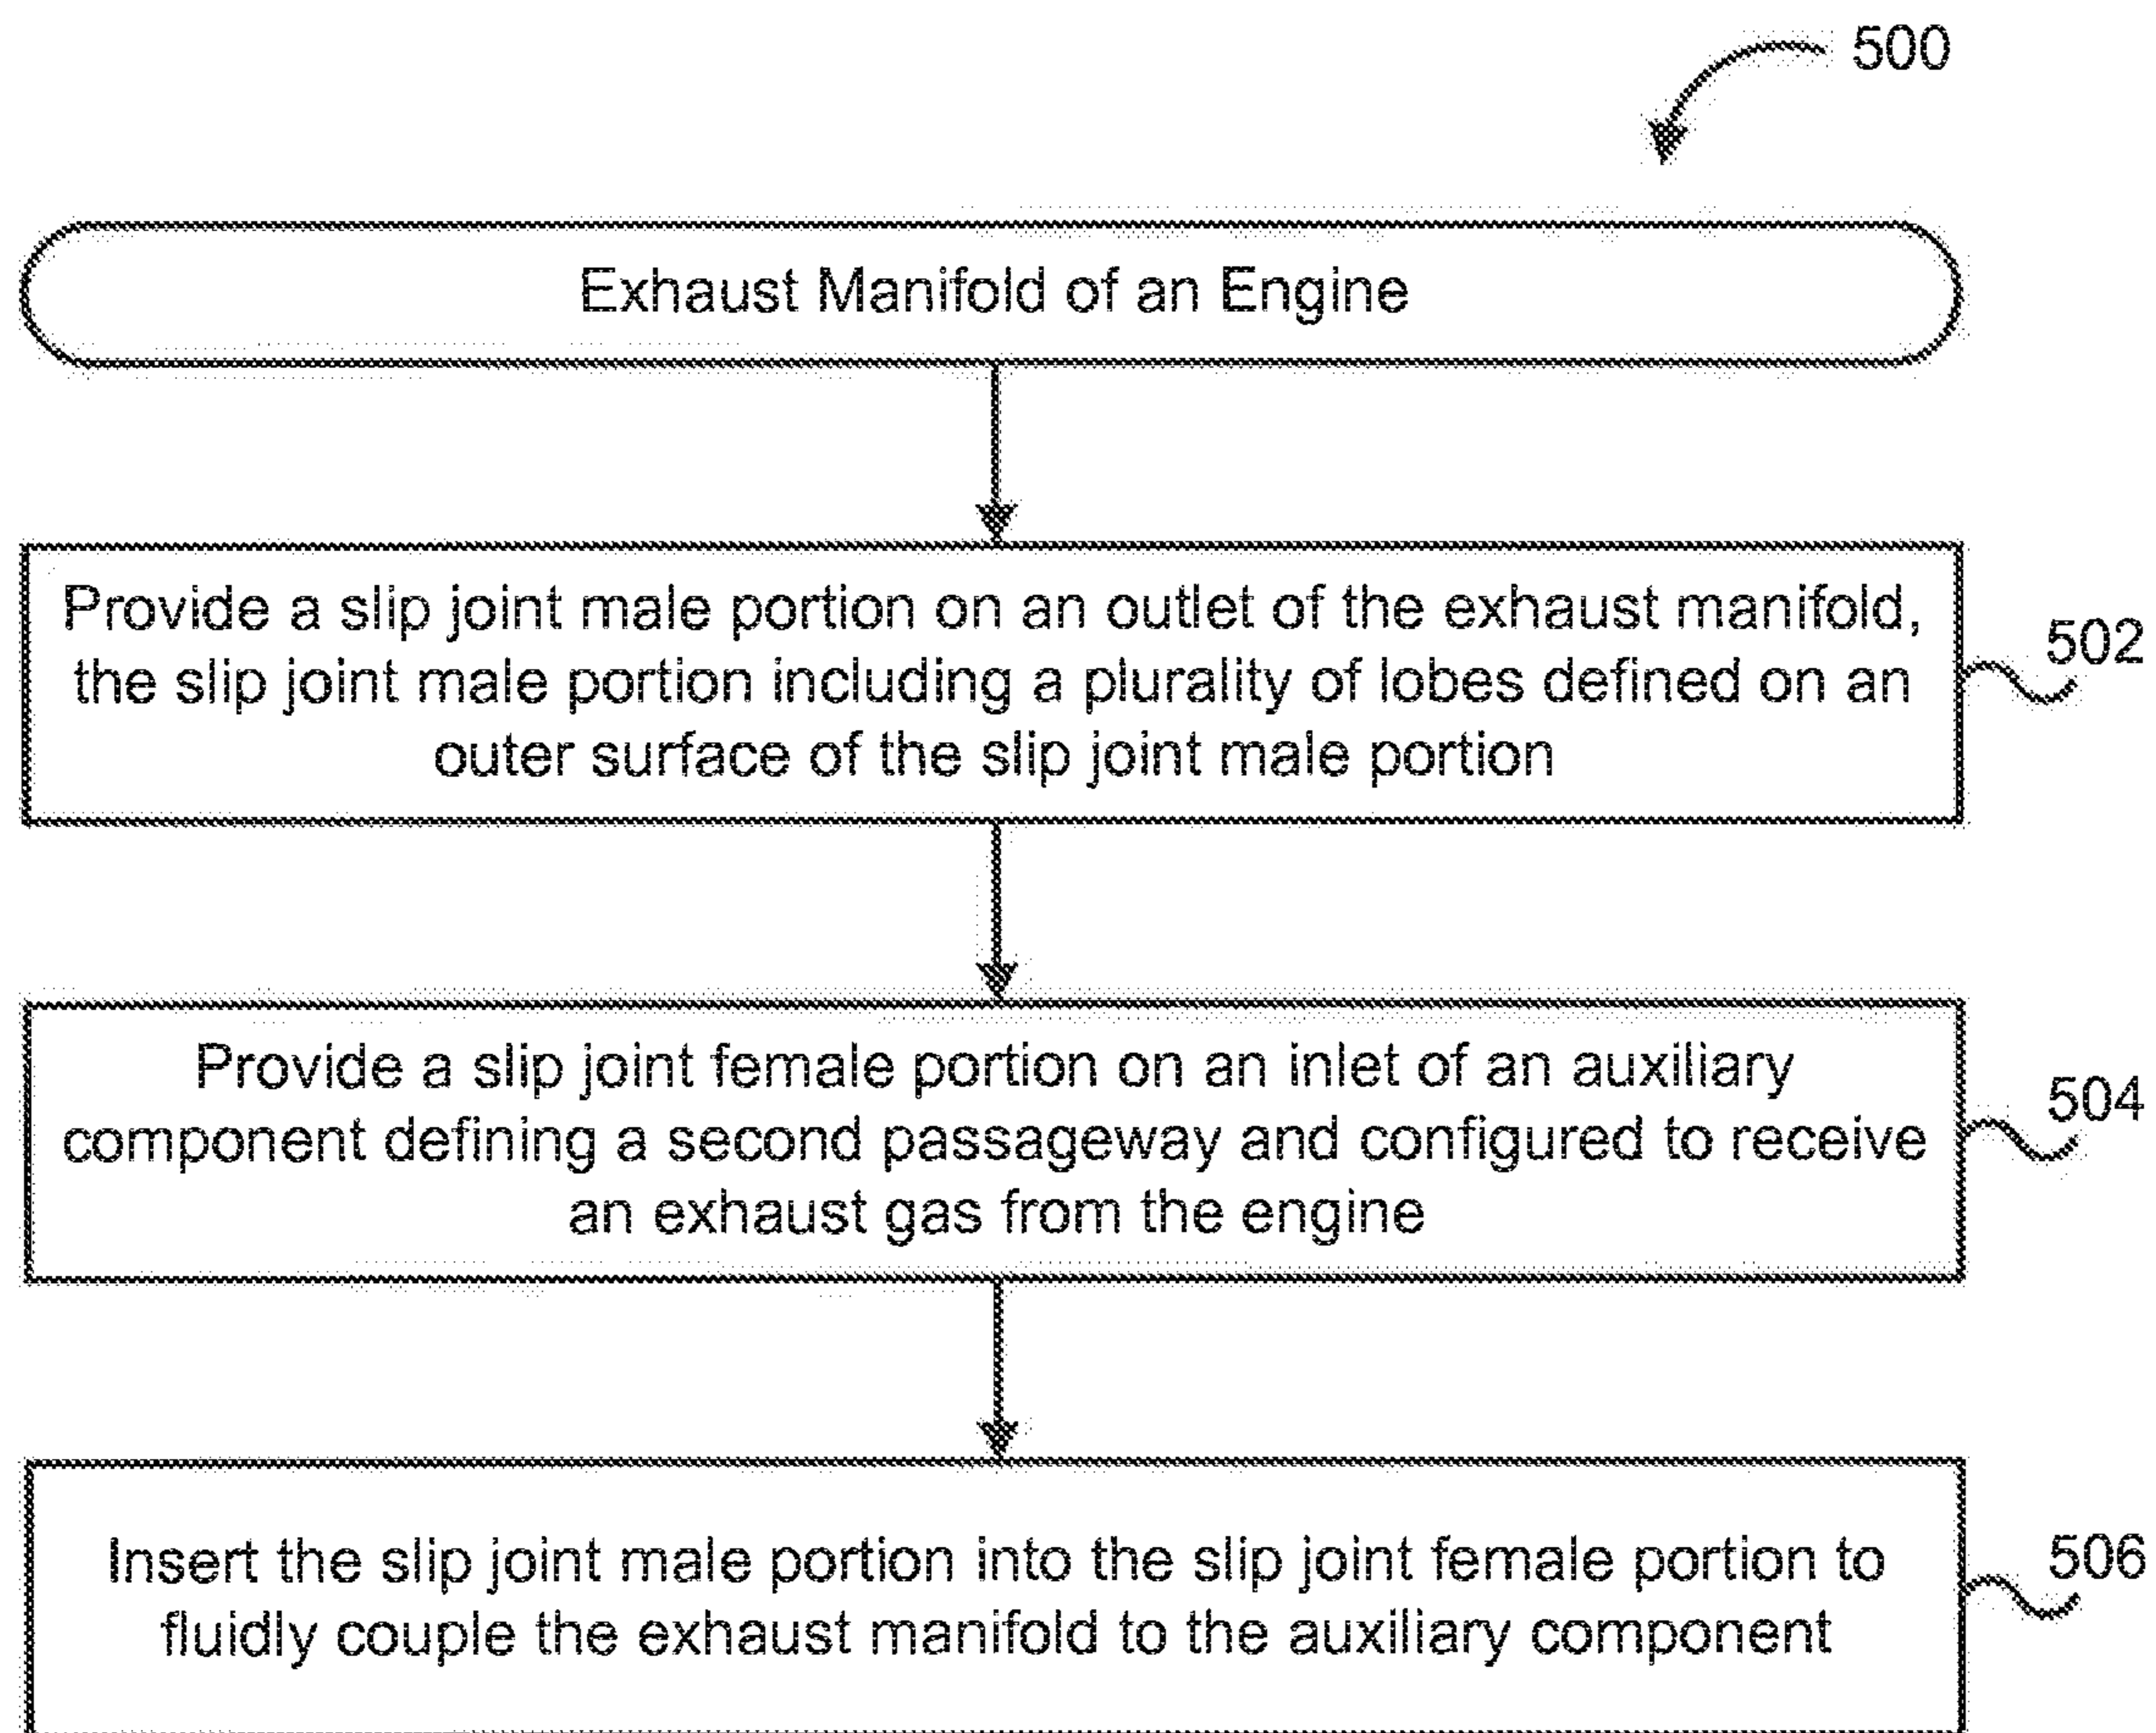 500
Exhaust Manifold of an Engine
Provide a slip joint male portion on an outlet of the exhaust manifold,
the slip joint male portion including a plurality of lobes defined on an
outer surface of the slip joint male portion
502
Provide a slip joint female portion on an inlet of an auxiliary
component defining a second passageway and configured to receive
an exhaust gas from the engine
504
Insert the slip joint male portion into the slip joint female portion to
fluidly couple the exhaust manifold to the auxiliary component
506